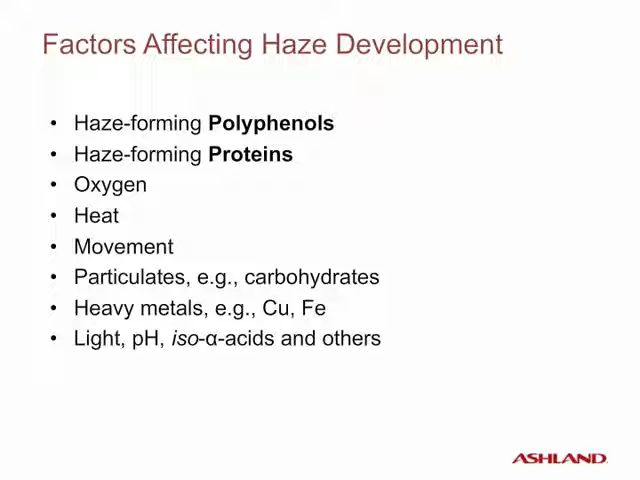 Factors Affecting Haze Development
• Haze-forming Polyphenols
• Haze-forming Proteins
• Oxygen
• Heat
• Movement
• Particulates, e.g., carbohydrates
• Heavy metals, e.g., Cu, Fe
• Light, pH, iso-α-acids and others
ASHLAND